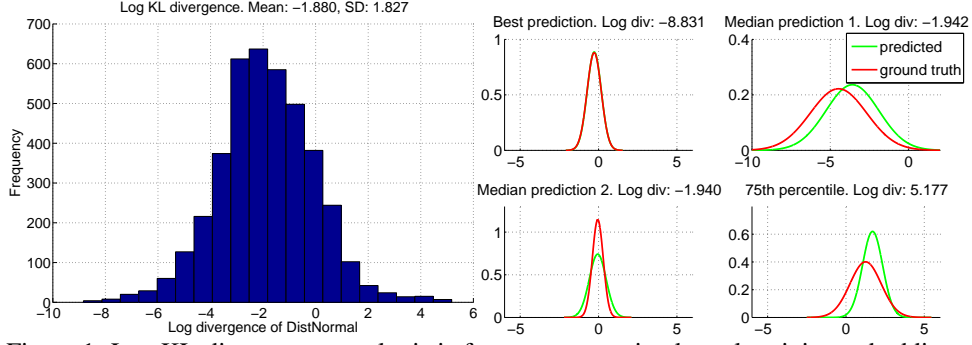 Log KL divergence. Mean: −1.880, SD: 1.827
700
600
500
400
300
200
100
0
Frequency
−10 −8 −6 −4 −2 0 2 4 6
Log divergence of DistNormal
Best prediction. Log div: −8.831
1
0.5
0
−5 0 5
Median prediction 1. Log div: −1.942
predicted
ground truth
0.4
0.2
0
−10 −5 0
Median prediction 2. Log div: −1.940
1
0.5
0
−5 0 5
75th percentile. Log div: 5.177
0.6
0.4
0.2
0
−5 0 5
Figure 1: